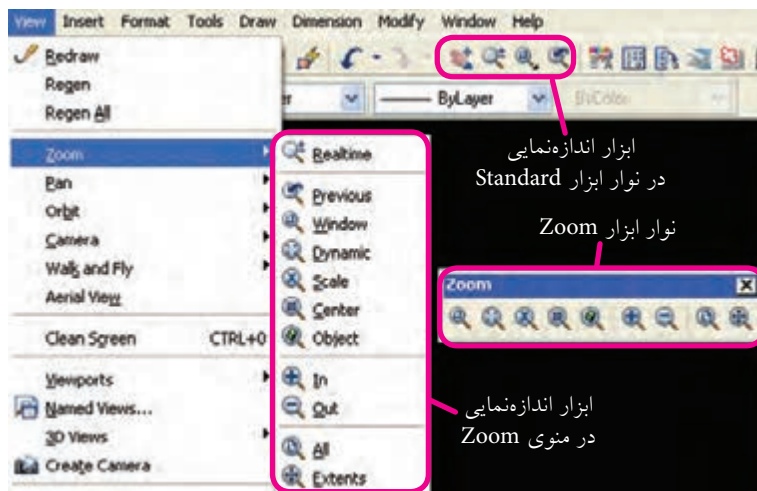 View Insert Format Tools Draw Dimension Modify Window Help
Redraw
Regen
Regen All
ByLayer
ByColor
Zoom
Pan
Orbit
Camera
Walk and Fly
Aerial View
Clean Screen CTRL+0
Viewports
Named Views...
3D Views
Create Camera
Realtime
Previous
Window
Dynamic
Scale
Center
Object
In
Out
All
Extents
ابزار اندازه‌نمایی
در نوار ابزار Standard
نوار ابزار Zoom
Zoom
ابزار اندازه‌نمایی
در منوی Zoom